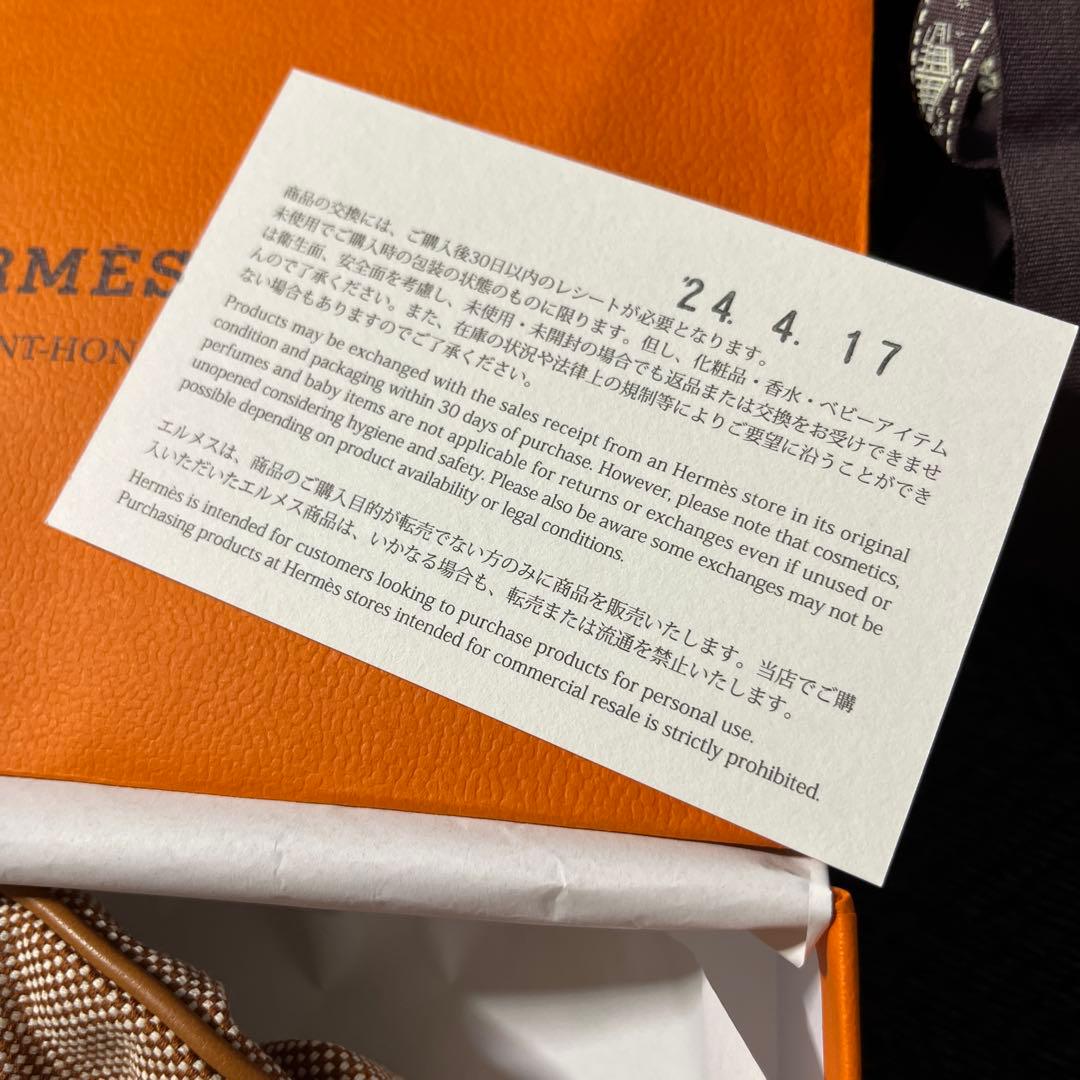 RMÈS
NT-HON
'24. 4. 17
商品の交換には、ご購入後30日以内のレシートが必要となります。
未使用でご購入時の包装の状態のものに限ります。但し、化粧品・香水・ベビーアイテム
は衛生面、安全面を考慮し、未使用・未開封の場合でも返品または交換をお受けできませ
んので了承ください。また、在庫の状況や法律上の規制等によりご要望に沿うことができ
ない場合もありますのでご了承ください。
Products may be exchanged with the sales receipt from an Hermès store in its original
condition and packaging within 30 days of purchase. However, please note that cosmetics,
perfumes and baby items are not applicable for returns or exchanges even if unused or
unopened considering hygiene and safety. Please also be aware some exchanges may not be
possible depending on product availability or legal conditions.
エルメスは、商品のご購入目的が転売でない方のみに商品を販売いたします。当店でご購
入いただいたエルメス商品は、いかなる場合も、転売または流通を禁止いたします。
Hermès is intended for customers looking to purchase products for personal use.
Purchasing products at Hermès stores intended for commercial resale is strictly prohibited.